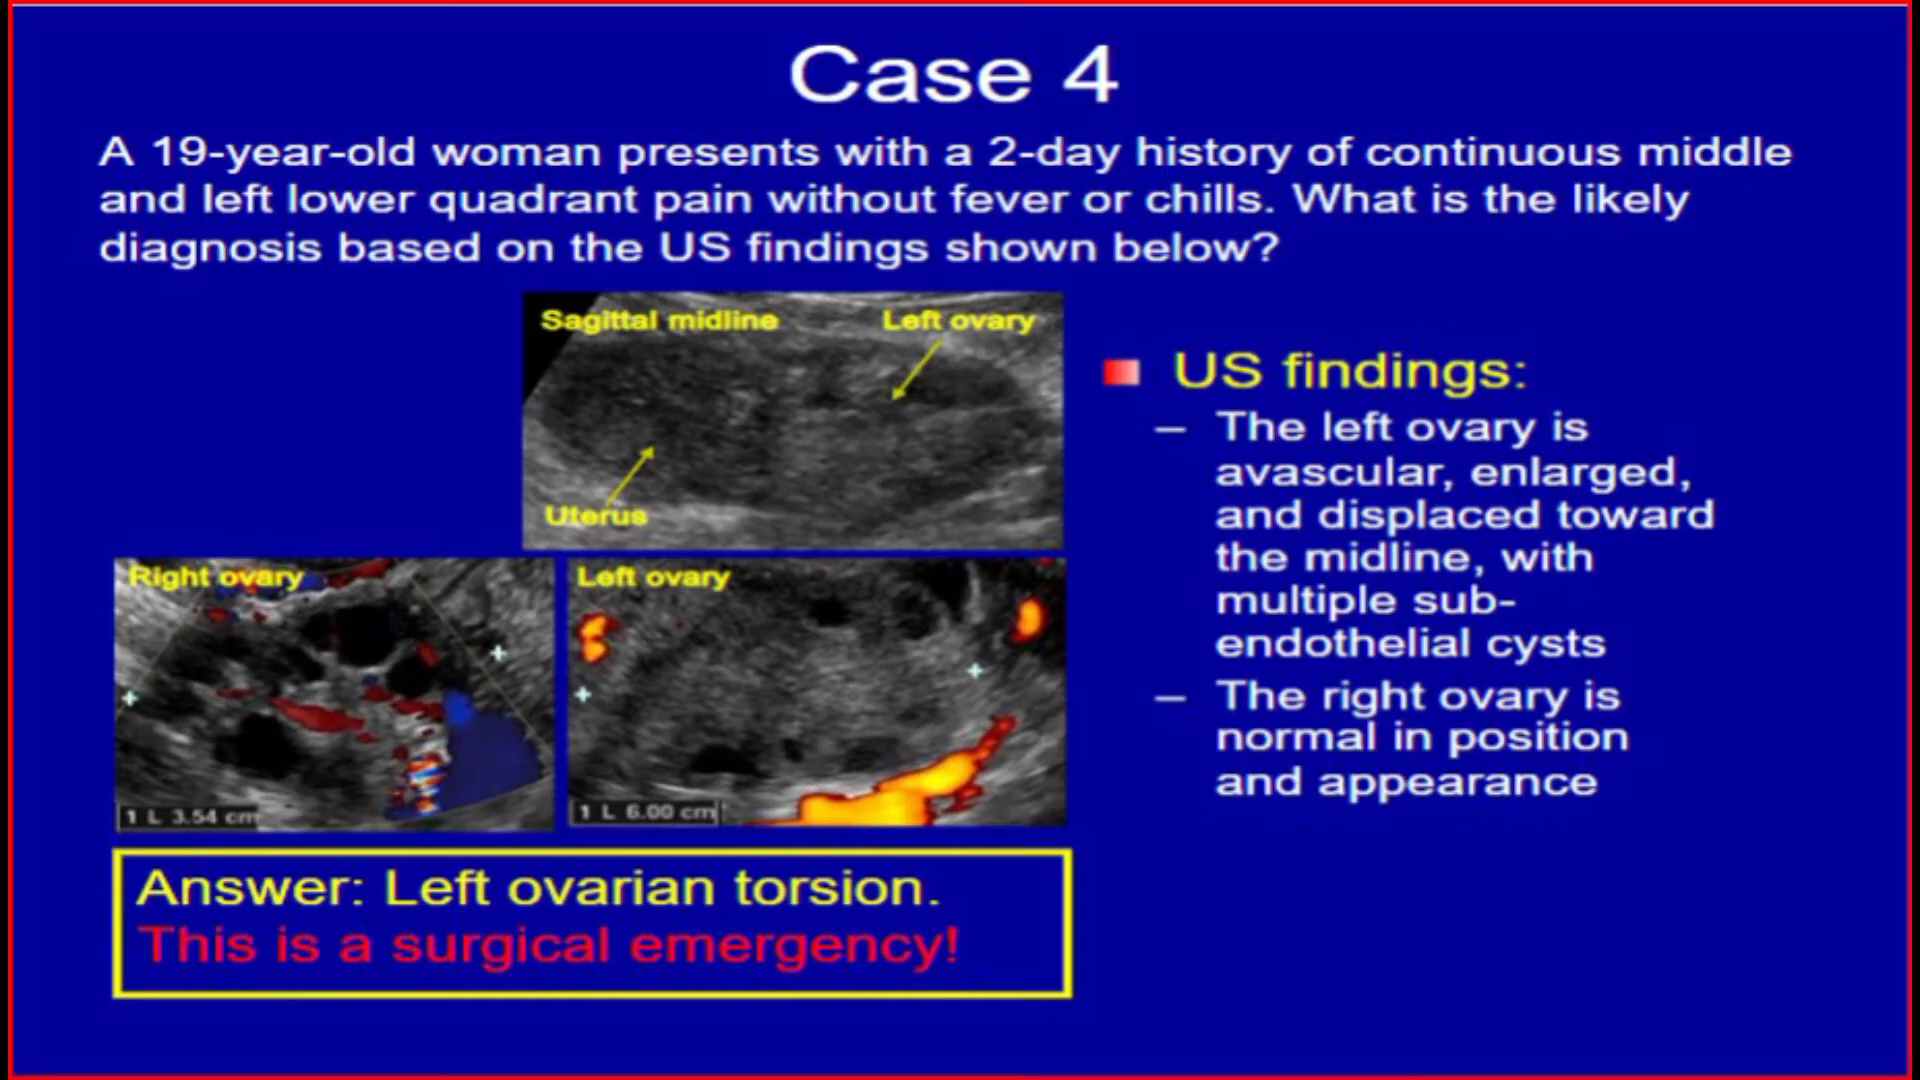 Case 4
A 19-year-old woman presents with a 2-day history of continuous middle
and left lower quadrant pain without fever or chills. What is the likely
diagnosis based on the US findings shown below?
Sagittal midline
Left ovary
Uterus
Right ovary
1 L 3.54 cm
Left ovary
1 L 6.00 cm
US findings:
– The left ovary is
avascular, enlarged,
and displaced toward
the midline, with
multiple sub-
endothelial cysts
– The right ovary is
normal in position
and appearance
Answer: Left ovarian torsion.
This is a surgical emergency!